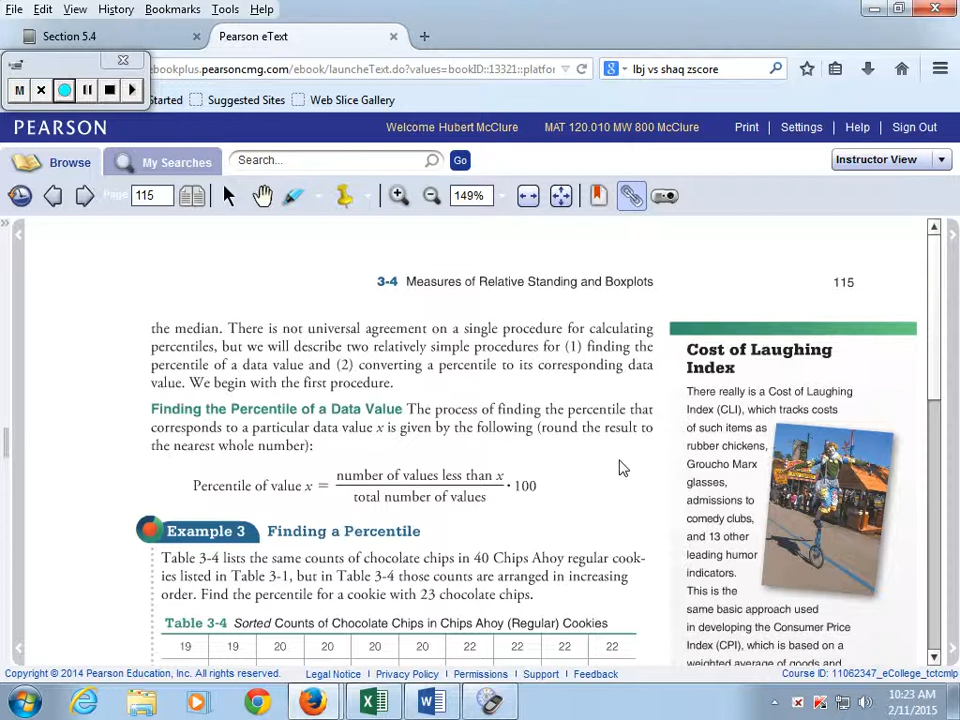 File Edit View History Bookmarks Tools Help
Section 5.4 × Pearson eText × +
ebookplus.pearsoncmg.com/ebook/launcheText.do?values=bookID::13321::platfor lbj vs shaq zscore
M
Started Suggested Sites Web Slice Gallery
PEARSON Welcome Hubert McClure MAT 120.010 MW 800 McClure Print Settings Help Sign Out
Browse My Searches Search... Go Instructor View
Page 115 149%
3-4 Measures of Relative Standing and Boxplots 115
the median. There is not universal agreement on a single procedure for calculating
percentiles, but we will describe two relatively simple procedures for (1) finding the
percentile of a data value and (2) converting a percentile to its corresponding data
value. We begin with the first procedure.
Finding the Percentile of a Data Value The process of finding the percentile that
corresponds to a particular data value x is given by the following (round the result to
the nearest whole number):
Percentile of value x = number of values less than x / total number of values · 100
Example 3 Finding a Percentile
Table 3-4 lists the same counts of chocolate chips in 40 Chips Ahoy regular cook-
ies listed in Table 3-1, but in Table 3-4 those counts are arranged in increasing
order. Find the percentile for a cookie with 23 chocolate chips.
Table 3-4 Sorted Counts of Chocolate Chips in Chips Ahoy (Regular) Cookies
19 19 20 20 20 20 22 22 22 22
Cost of Laughing
Index
There really is a Cost of Laughing
Index (CLI), which tracks costs
of such items as
rubber chickens,
Groucho Marx
glasses,
admissions to
comedy clubs,
and 13 other
leading humor
indicators.
This is the
same basic approach used
in developing the Consumer Price
Index (CPI), which is based on a
weighted average of goods and
Copyright © 2014 Pearson Education, Inc. All rights reserved. Legal Notice | Privacy Policy | Permissions | Support | Feedback Course ID: 11062347_eCollege_tctcmlp
10:23 AM
2/11/2015